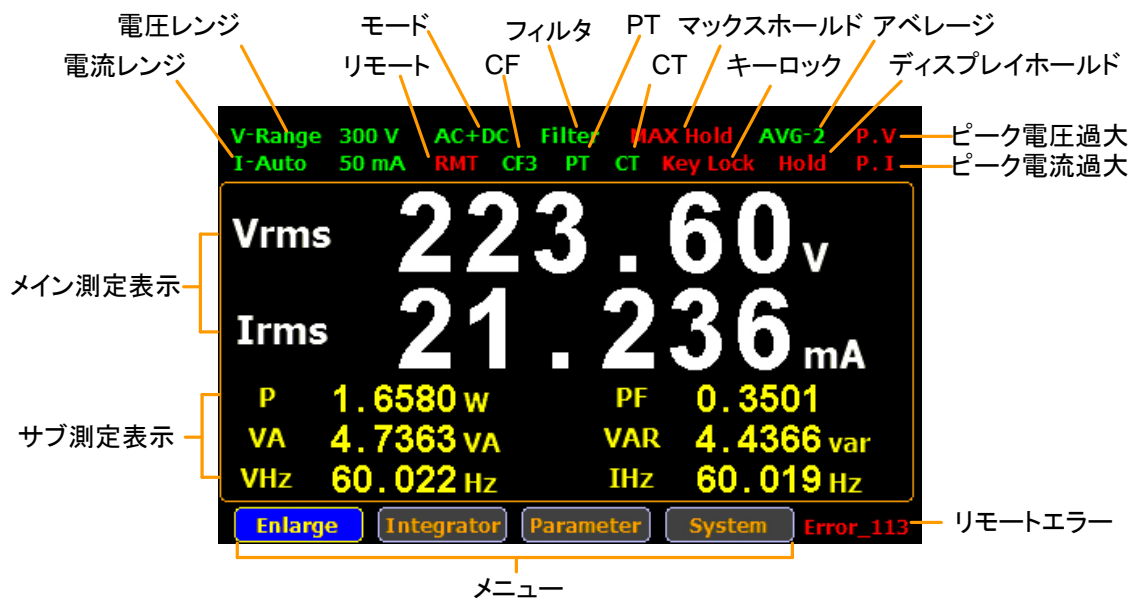 電圧レンジ モード フィルタ PT マックスホールド アベレージ
電流レンジ リモート CF CT キーロック ディスプレイホールド
V-Range 300 V AC+DC Filter MAX Hold AVG-2 P.V ピーク電圧過大
I-Auto 50 mA RMT CF3 PT CT Key Lock Hold P.I ピーク電流過大
Vrms 223.60 V
メイン測定表示
Irms 21.236 mA
P 1.6580 W PF 0.3501
サブ測定表示 VA 4.7363 VA VAR 4.4366 var
VHz 60.022 Hz IHz 60.019 Hz
Enlarge Integrator Parameter System Error_113 リモートエラー
メニュー